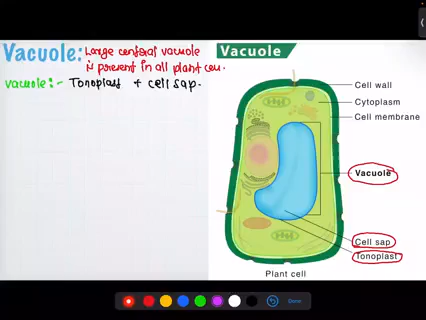 Vacuole: Large central vacuole
is present in all plant cell.
Vacuole:- Tonoplast + cell sap.
Vacuole
Cell wall
Cytoplasm
Cell membrane
Vacuole
Cell sap
Tonoplast
Plant cell
Done